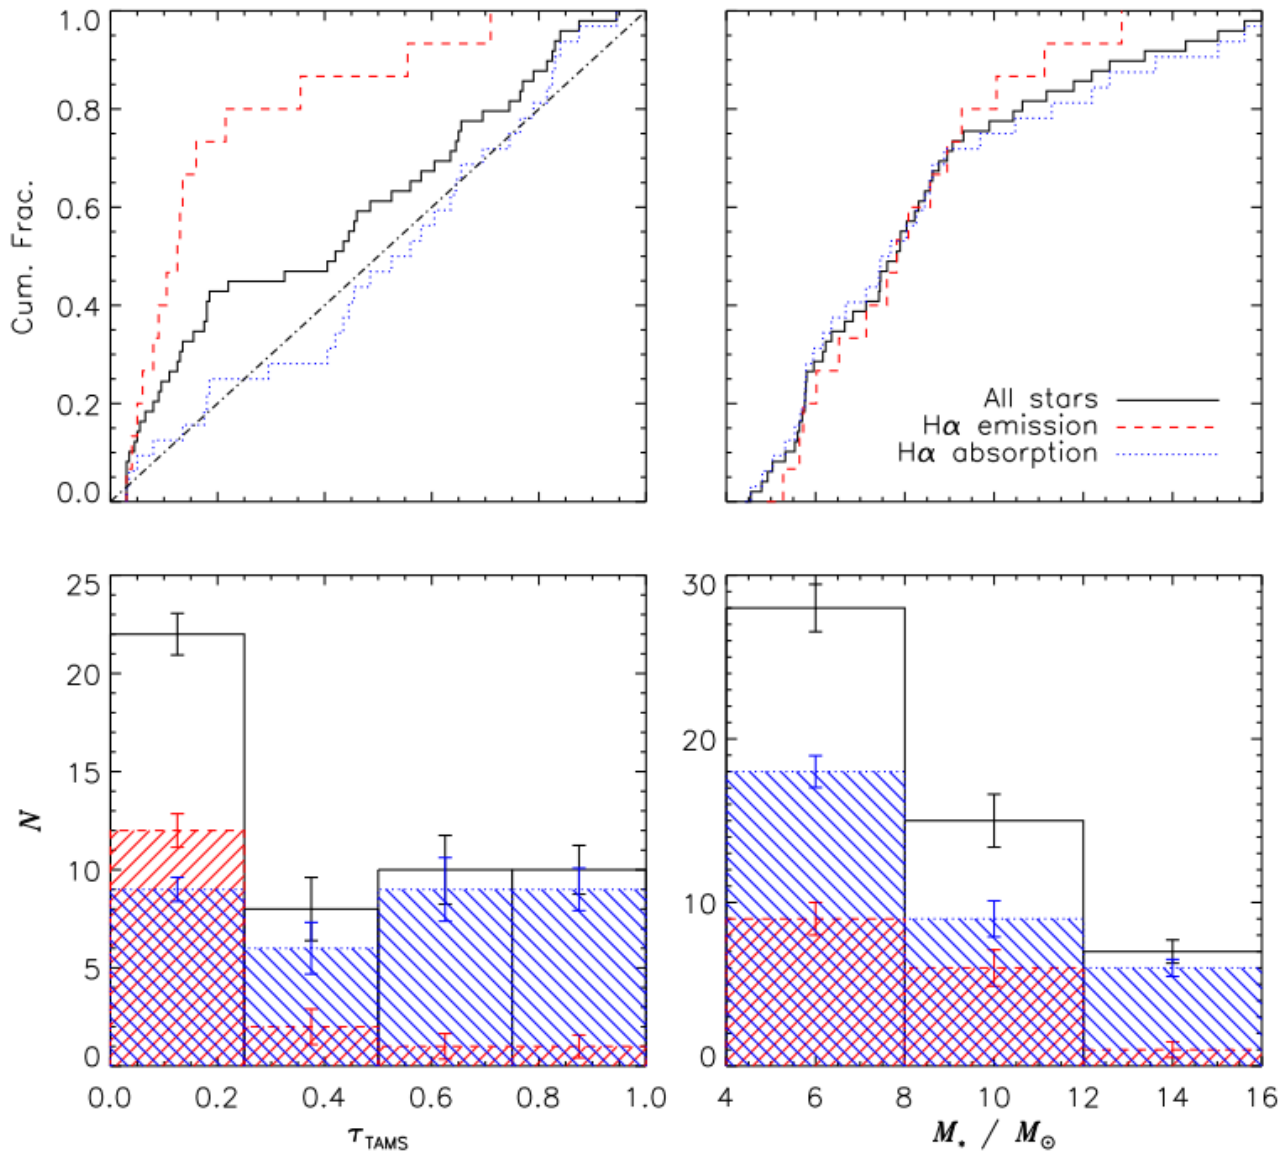 1.0
0.8
0.6
0.4
0.2
0.0
Cum. Frac.
All stars
Hα emission
Hα absorption
25
20
15
10
5
0
N
0.0 0.2 0.4 0.6 0.8 1.0
τTAMS
30
20
10
0
4 6 8 10 12 14 16
M* / M⊙